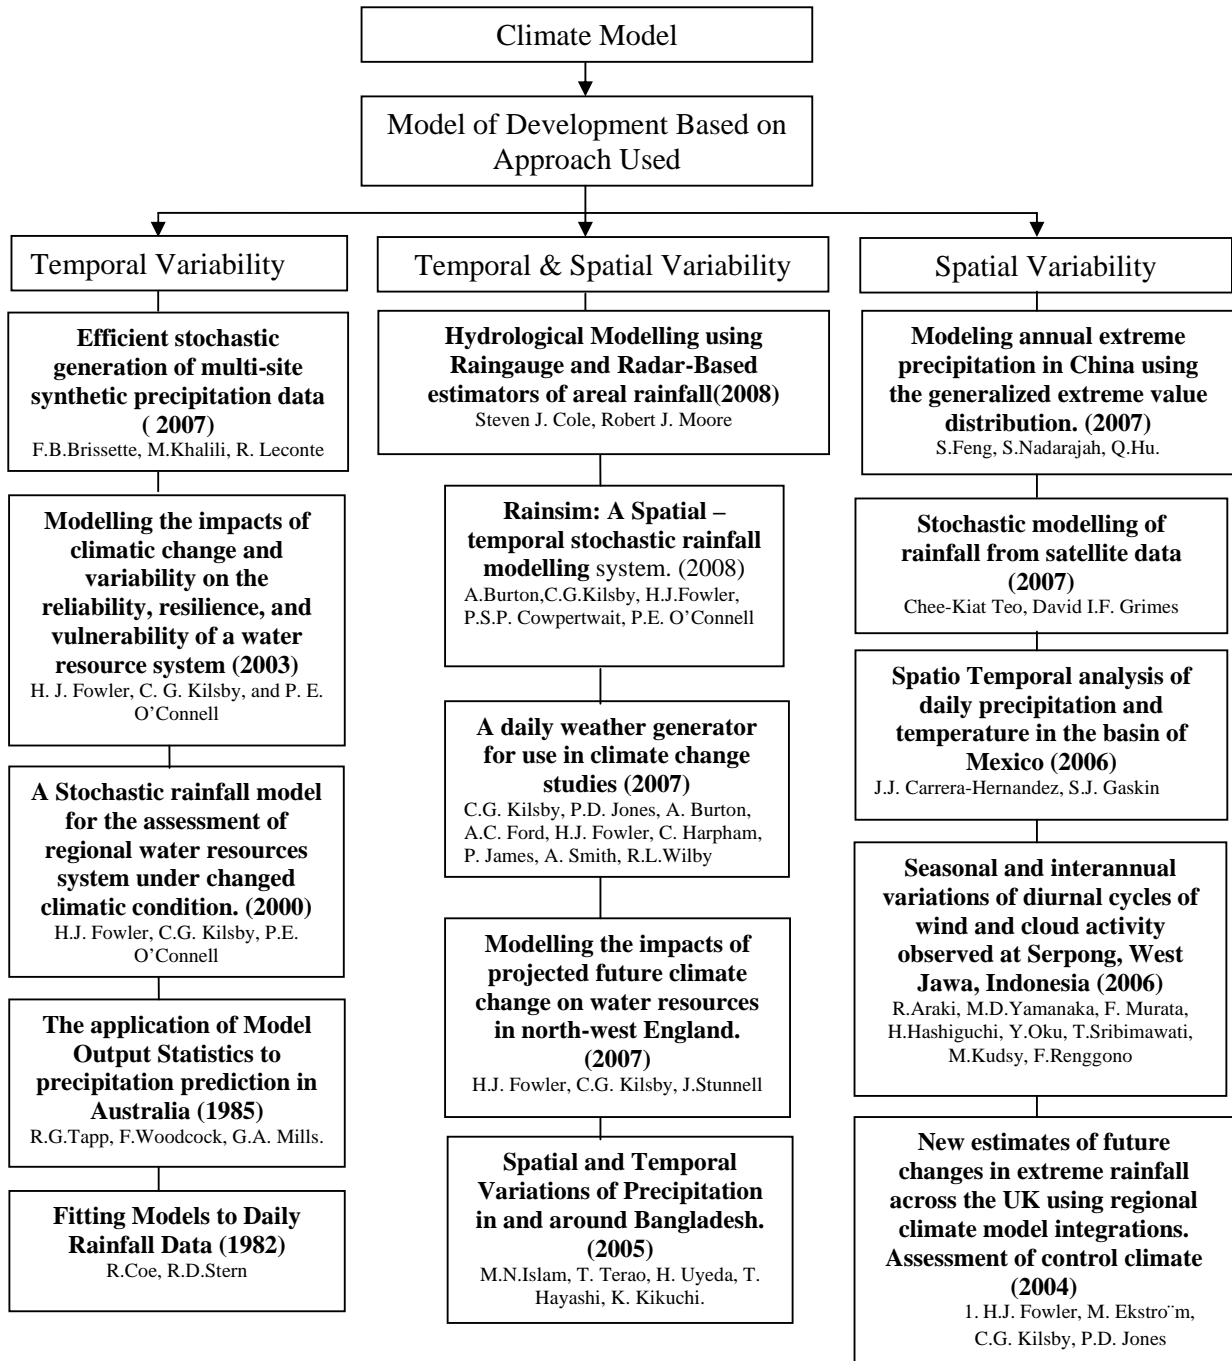 Climate Model
Model of Development Based on
Approach Used
Temporal Variability
Efficient stochastic
generation of multi-site
synthetic precipitation data
( 2007)
F.B.Brissette, M.Khalili, R. Leconte
Modelling the impacts of
climatic change and
variability on the
reliability, resilience, and
vulnerability of a water
resource system (2003)
H. J. Fowler, C. G. Kilsby, and P. E.
O’Connell
A Stochastic rainfall model
for the assessment of
regional water resources
system under changed
climatic condition. (2000)
H.J. Fowler, C.G. Kilsby, P.E.
O’Connell
The application of Model
Output Statistics to
precipitation prediction in
Australia (1985)
R.G.Tapp, F.Woodcock, G.A. Mills.
Fitting Models to Daily
Rainfall Data (1982)
R.Coe, R.D.Stern
Temporal & Spatial Variability
Hydrological Modelling using
Raingauge and Radar-Based
estimators of areal rainfall(2008)
Steven J. Cole, Robert J. Moore
Rainsim: A Spatial –
temporal stochastic rainfall
modelling system. (2008)
A.Burton,C.G.Kilsby, H.J.Fowler,
P.S.P. Cowpertwait, P.E. O’Connell
A daily weather generator
for use in climate change
studies (2007)
C.G. Kilsby, P.D. Jones, A. Burton,
A.C. Ford, H.J. Fowler, C. Harpham,
P. James, A. Smith, R.L.Wilby
Modelling the impacts of
projected future climate
change on water resources
in north-west England.
(2007)
H.J. Fowler, C.G. Kilsby, J.Stunnell
Spatial and Temporal
Variations of Precipitation
in and around Bangladesh.
(2005)
M.N.Islam, T. Terao, H. Uyeda, T.
Hayashi, K. Kikuchi.
Spatial Variability
Modeling annual extreme
precipitation in China using
the generalized extreme value
distribution. (2007)
S.Feng, S.Nadarajah, Q.Hu.
Stochastic modelling of
rainfall from satellite data
(2007)
Chee-Kiat Teo, David I.F. Grimes
Spatio Temporal analysis of
daily precipitation and
temperature in the basin of
Mexico (2006)
J.J. Carrera-Hernandez, S.J. Gaskin
Seasonal and interannual
variations of diurnal cycles of
wind and cloud activity
observed at Serpong, West
Jawa, Indonesia (2006)
R.Araki, M.D.Yamanaka, F. Murata,
H.Hashiguchi, Y.Oku, T.Sribimawati,
M.Kudsy, F.Renggono
New estimates of future
changes in extreme rainfall
across the UK using regional
climate model integrations.
Assessment of control climate
(2004)
1. H.J. Fowler, M. Ekstro¨m,
C.G. Kilsby, P.D. Jones